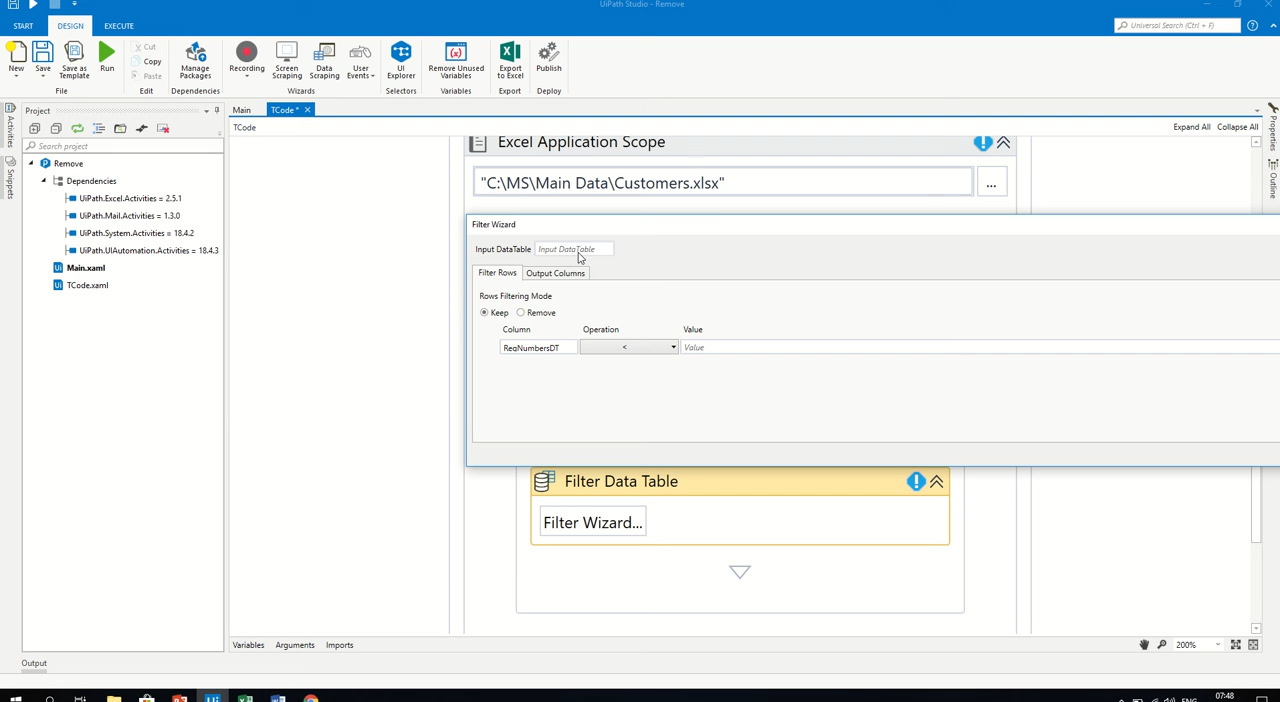 UiPath Studio - Remove
START
DESIGN
EXECUTE
Universal Search (Ctrl + F)
New
Save
Save as Template
Run
Cut
Copy
Paste
Manage Packages
Recording
Screen Scraping
Data Scraping
User Events
UI Explorer
Remove Unused Variables
Export to Excel
Publish
File
Edit
Dependencies
Wizards
Selectors
Variables
Export
Deploy
Activities
Snippets
Project
Search project
Remove
Dependencies
UiPath.Excel.Activities = 2.5.1
UiPath.Mail.Activities = 1.3.0
UiPath.System.Activities = 18.4.2
UiPath.UIAutomation.Activities = 18.4.3
Main.xaml
TCode.xaml
Main
TCode *
TCode
Expand All
Collapse All
Properties
Outline
Excel Application Scope
"C:\MS\Main Data\Customers.xlsx"
...
Filter Wizard
Input DataTable
Input DataTable
Filter Rows
Output Columns
Rows Filtering Mode
Keep
Remove
Column
Operation
Value
ReqNumbersDT
<
Value
Filter Data Table
Filter Wizard...
Variables
Arguments
Imports
200%
Output
07:48
ENG